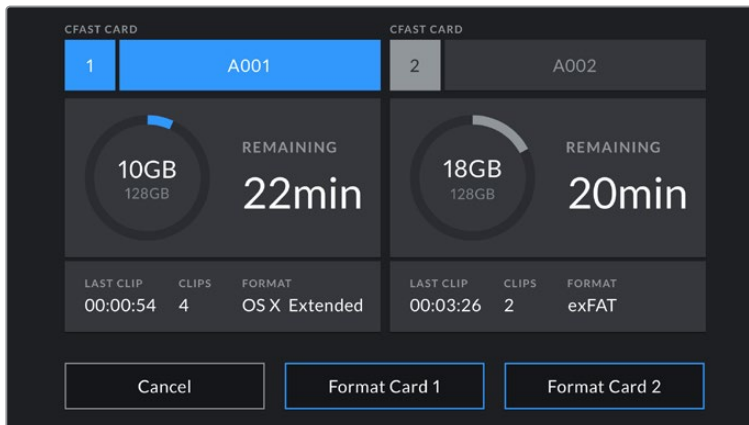 CFAST CARD
1 A001
10GB
128GB
REMAINING
22min
LAST CLIP CLIPS FORMAT
00:00:54 4 OS X Extended
CFAST CARD
2 A002
18GB
128GB
REMAINING
20min
LAST CLIP CLIPS FORMAT
00:03:26 2 exFAT
Cancel Format Card 1 Format Card 2